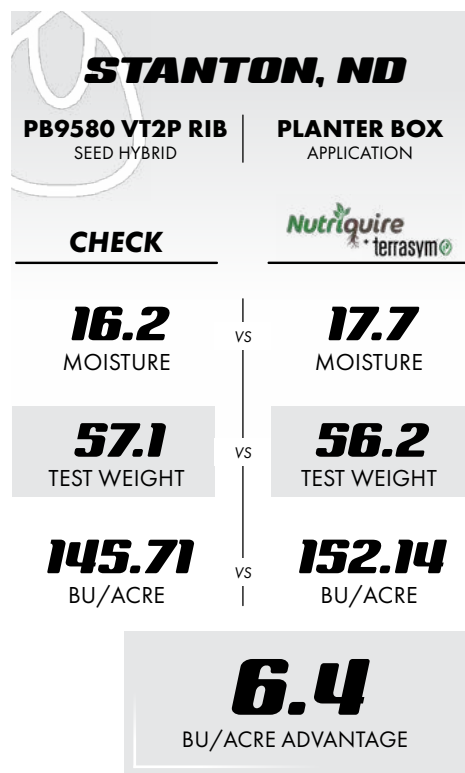 STANTON, ND
PB9580 VT2P RIB
SEED HYBRID
PLANTER BOX
APPLICATION
CHECK
Nutriquire
+ terrasym
16.2
MOISTURE
vs
17.7
MOISTURE
57.1
TEST WEIGHT
vs
56.2
TEST WEIGHT
145.71
BU/ACRE
vs
152.14
BU/ACRE
6.4
BU/ACRE ADVANTAGE